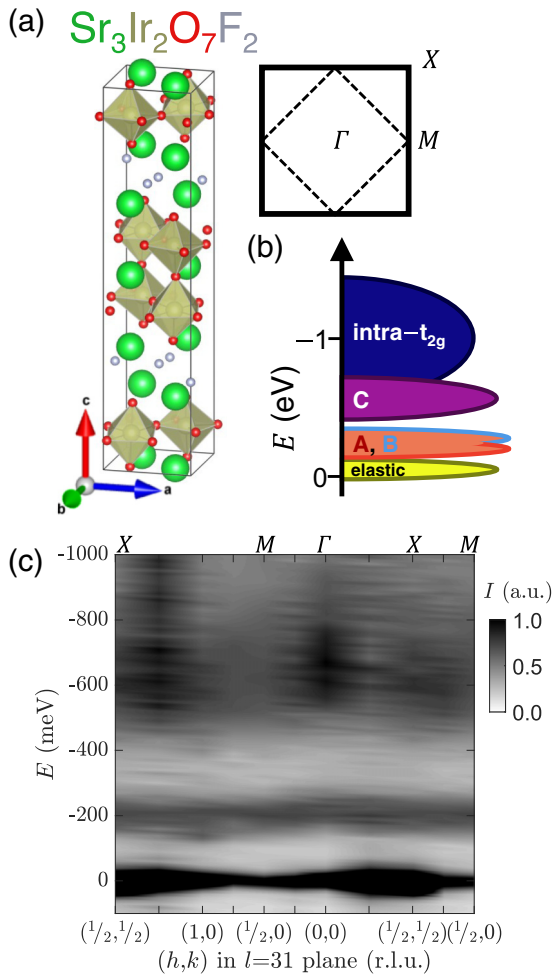 (a)
Sr₃Ir₂O₇F₂
c
b
a
X
Γ
M
(b)
E (eV)
−1
0
intra−t₂g
C
A, B
elastic
(c)
X M Γ X M
E (meV)
-1000
-800
-600
-400
-200
0
I (a.u.)
1.0
0.5
0.0
(¹/₂,¹/₂) (1,0) (¹/₂,0) (0,0) (¹/₂,¹/₂) (¹/₂,0)
(h,k) in l=31 plane (r.l.u.)